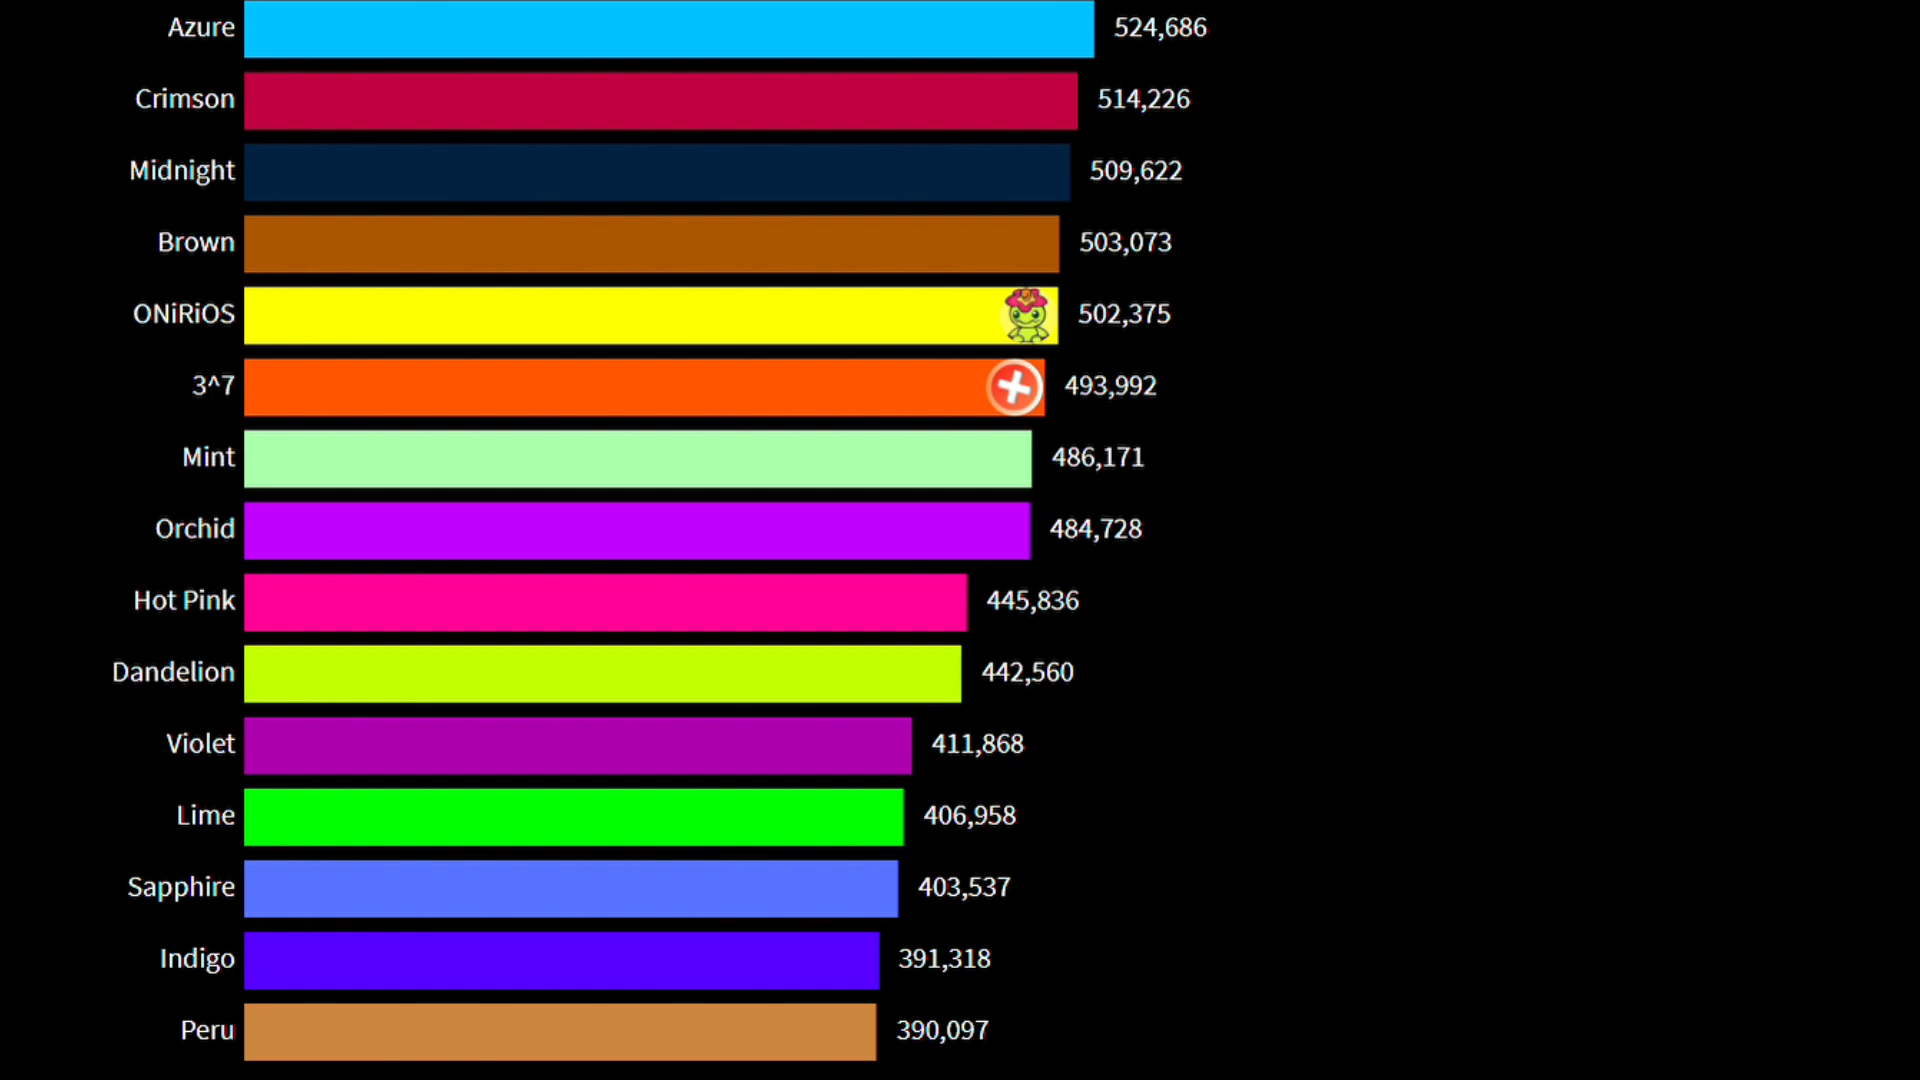 Azure 524,686
Crimson 514,226
Midnight 509,622
Brown 503,073
ONiRiOS 502,375
3^7 493,992
Mint 486,171
Orchid 484,728
Hot Pink 445,836
Dandelion 442,560
Violet 411,868
Lime 406,958
Sapphire 403,537
Indigo 391,318
Peru 390,097